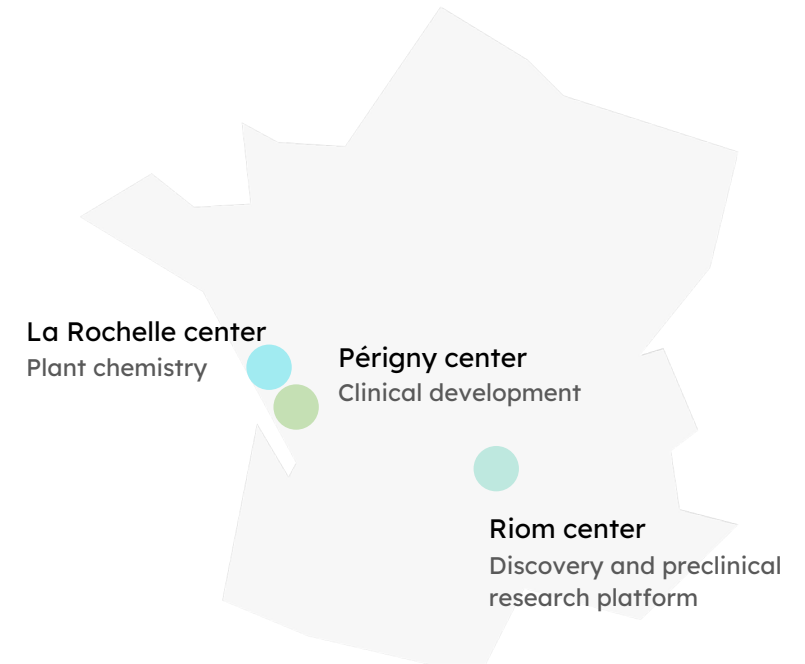 La Rochelle center
Plant chemistry
Périgny center
Clinical development
Riom center
Discovery and preclinical
research platform